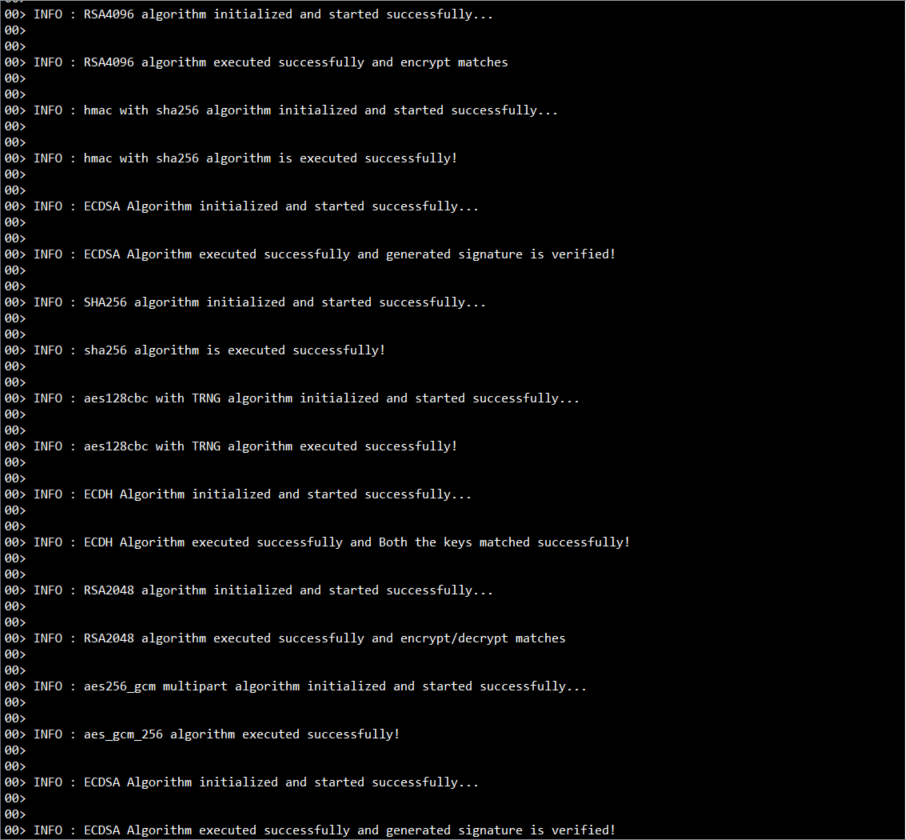 00> INFO : RSA4096 algorithm initialized and started successfully...
00>
00>
00> INFO : RSA4096 algorithm executed successfully and encrypt matches
00>
00>
00> INFO : hmac with sha256 algorithm initialized and started successfully...
00>
00>
00> INFO : hmac with sha256 algorithm is executed successfully!
00>
00>
00> INFO : ECDSA Algorithm initialized and started successfully...
00>
00>
00> INFO : ECDSA Algorithm executed successfully and generated signature is verified!
00>
00>
00> INFO : SHA256 algorithm initialized and started successfully...
00>
00>
00> INFO : sha256 algorithm is executed successfully!
00>
00>
00> INFO : aes128cbc with TRNG algorithm initialized and started successfully...
00>
00>
00> INFO : aes128cbc with TRNG algorithm executed successfully!
00>
00>
00> INFO : ECDH Algorithm initialized and started successfully...
00>
00>
00> INFO : ECDH Algorithm executed successfully and Both the keys matched successfully!
00>
00>
00> INFO : RSA2048 algorithm initialized and started successfully...
00>
00>
00> INFO : RSA2048 algorithm executed successfully and encrypt/decrypt matches
00>
00>
00> INFO : aes256_gcm multipart algorithm initialized and started successfully...
00>
00>
00> INFO : aes_gcm_256 algorithm executed successfully!
00>
00>
00> INFO : ECDSA Algorithm initialized and started successfully...
00>
00>
00> INFO : ECDSA Algorithm executed successfully and generated signature is verified!